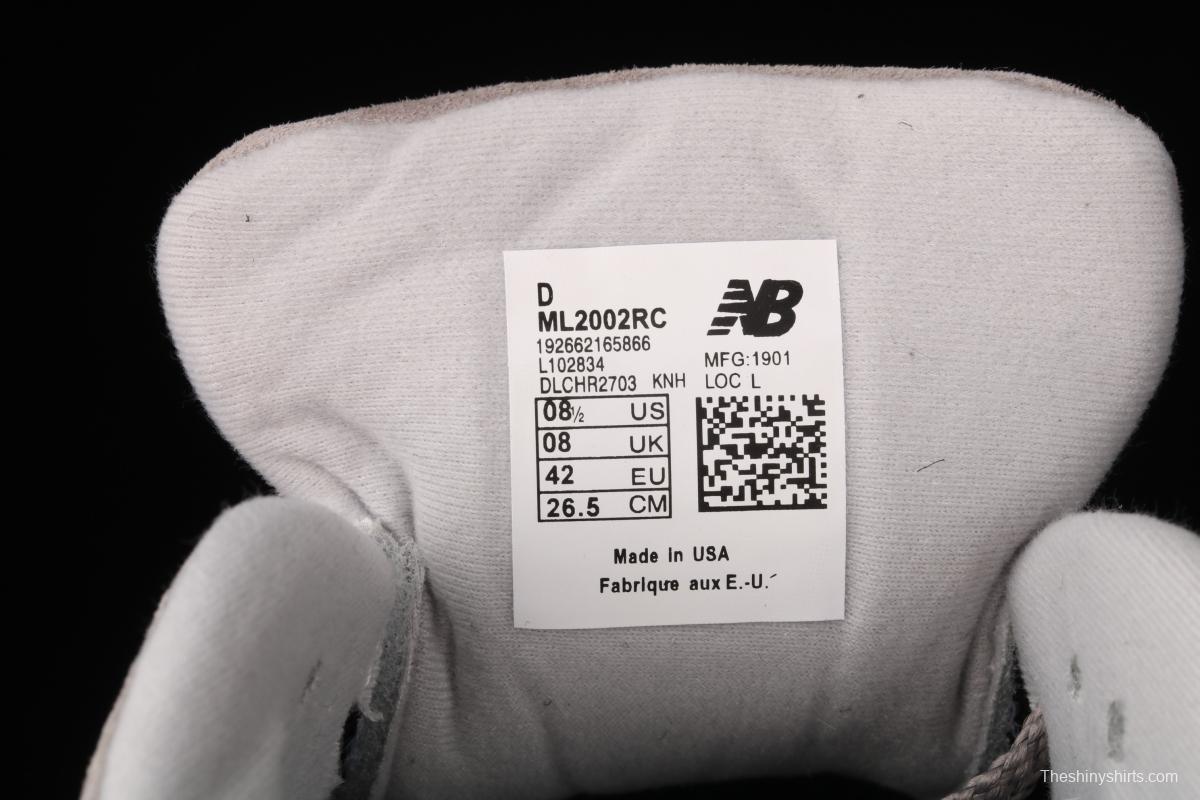 D
ML2002RC
192662165866
L102834
DLCHR2703 KNH
NB
MFG:1901
LOC L
08½ US
08 UK
42 EU
26.5 CM
Made in USA
Fabrique aux E.-U.
Theshinyshirts.com